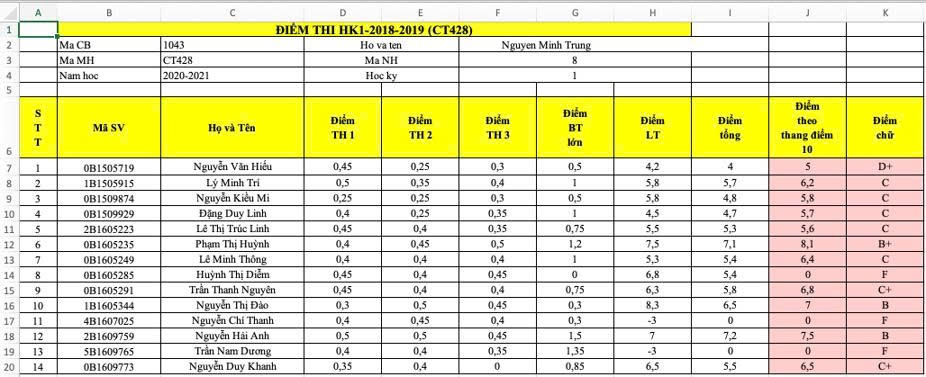 A B C D E F G H I J K
1 ĐIỂM THI HK1-2018-2019 (CT428)
2 Ma CB 1043 Ho va ten Nguyen Minh Trung
3 Ma MH CT428 Ma NH 8
4 Nam hoc 2020-2021 Hoc ky 1
5
6 STT Mã SV Họ và Tên Điểm TH 1 Điểm TH 2 Điểm TH 3 Điểm BT lớn Điểm LT Điểm tổng Điểm theo thang điểm 10 Điểm chữ
7 1 0B1505719 Nguyễn Văn Hiếu 0,45 0,25 0,3 0,5 4,2 4 5 D+
8 2 1B1505915 Lý Minh Trí 0,5 0,35 0,4 1 5,8 5,7 6,2 C
9 3 0B1509874 Nguyễn Kiều Mi 0,25 0,25 0,3 0,5 5,8 4,8 5,8 C
10 4 0B1509929 Đặng Duy Linh 0,4 0,25 0,35 1 4,5 4,7 5,7 C
11 5 2B1605223 Lê Thị Trúc Linh 0,45 0,4 0,35 0,75 5,5 5,3 5,6 C
12 6 0B1605235 Phạm Thị Huỳnh 0,4 0,45 0,5 1,2 7,5 7,1 8,1 B+
13 7 0B1605249 Lê Minh Thông 0,4 0,4 0,4 1 5,3 5,4 6,4 C
14 8 0B1605285 Huỳnh Thị Diễm 0,45 0,4 0,45 0 6,8 5,4 0 F
15 9 0B1605291 Trần Thanh Nguyên 0,45 0,4 0,4 0,75 6,3 5,8 6,8 C+
16 10 1B1605344 Nguyễn Thị Đào 0,3 0,5 0,45 0,3 8,3 6,5 7 B
17 11 4B1607025 Nguyễn Chí Thanh 0,4 0,45 0,4 0,3 -3 0 0 F
18 12 2B1609759 Nguyễn Hải Anh 0,5 0,5 0,45 1,5 7 7,2 7,5 B
19 13 5B1609765 Trần Nam Dương 0,4 0,4 0,35 1,35 -3 0 0 F
20 14 0B1609773 Nguyễn Duy Khanh 0,35 0,4 0 0,85 6,5 5,5 6,5 C+